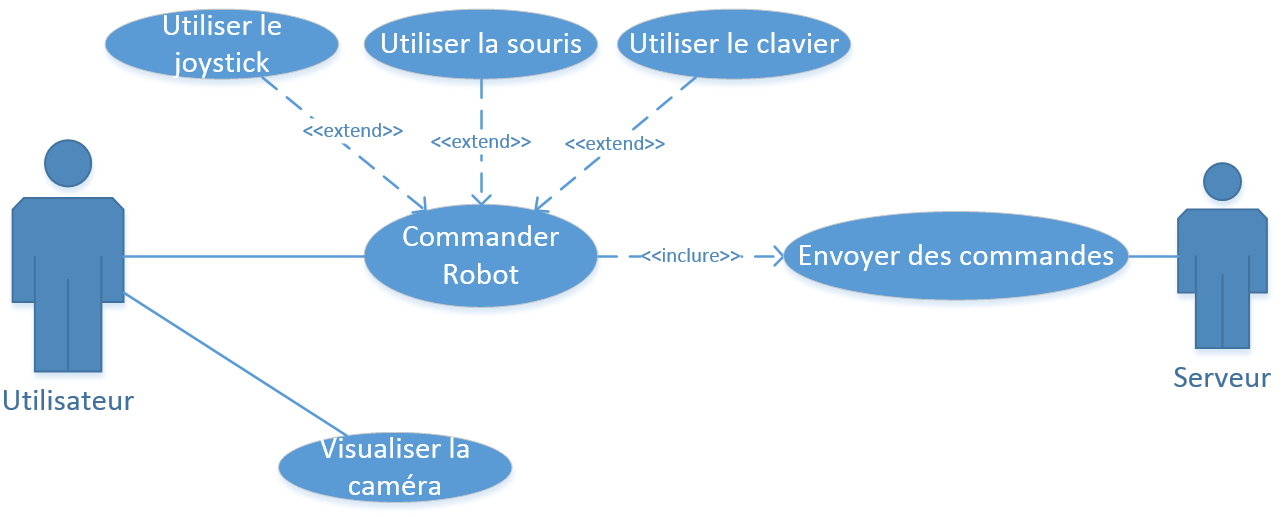 Utiliser le
joystick
Utiliser la souris
Utiliser le clavier
<<extend>>
<<extend>>
<<extend>>
Commander
Robot
<<inclure>>
Envoyer des commandes
Utilisateur
Serveur
Visualiser la
caméra